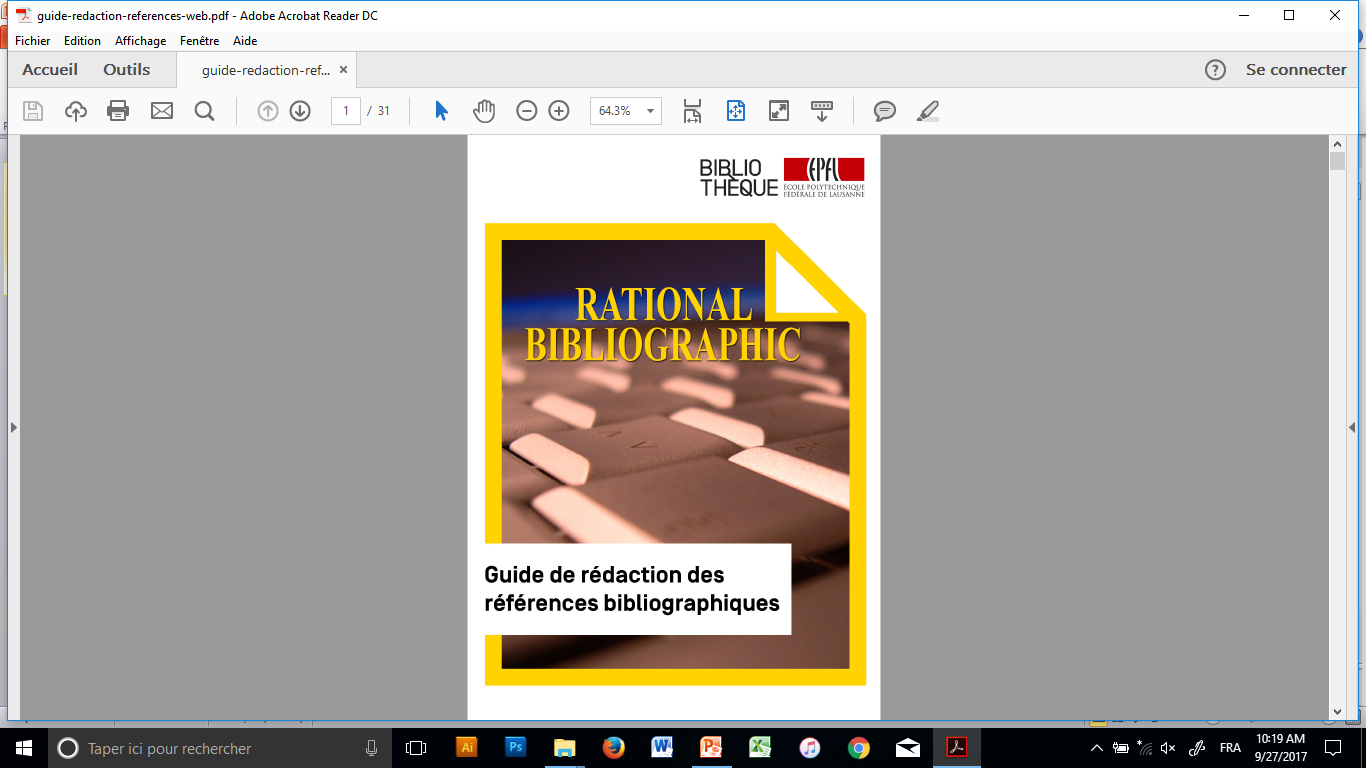 guide-redaction-references-web.pdf - Adobe Acrobat Reader DC
Fichier Edition Affichage Fenêtre Aide
Accueil Outils guide-redaction-ref... × Se connecter
1 / 31 64.3%
BIBLIO
THÈQUE
EPFL
ÉCOLE POLYTECHNIQUE
FÉDÉRALE DE LAUSANNE
RATIONAL
BIBLIOGRAPHIC
Guide de rédaction des
références bibliographiques
Taper ici pour rechercher
Ai Ps
FRA
10:19 AM
9/27/2017